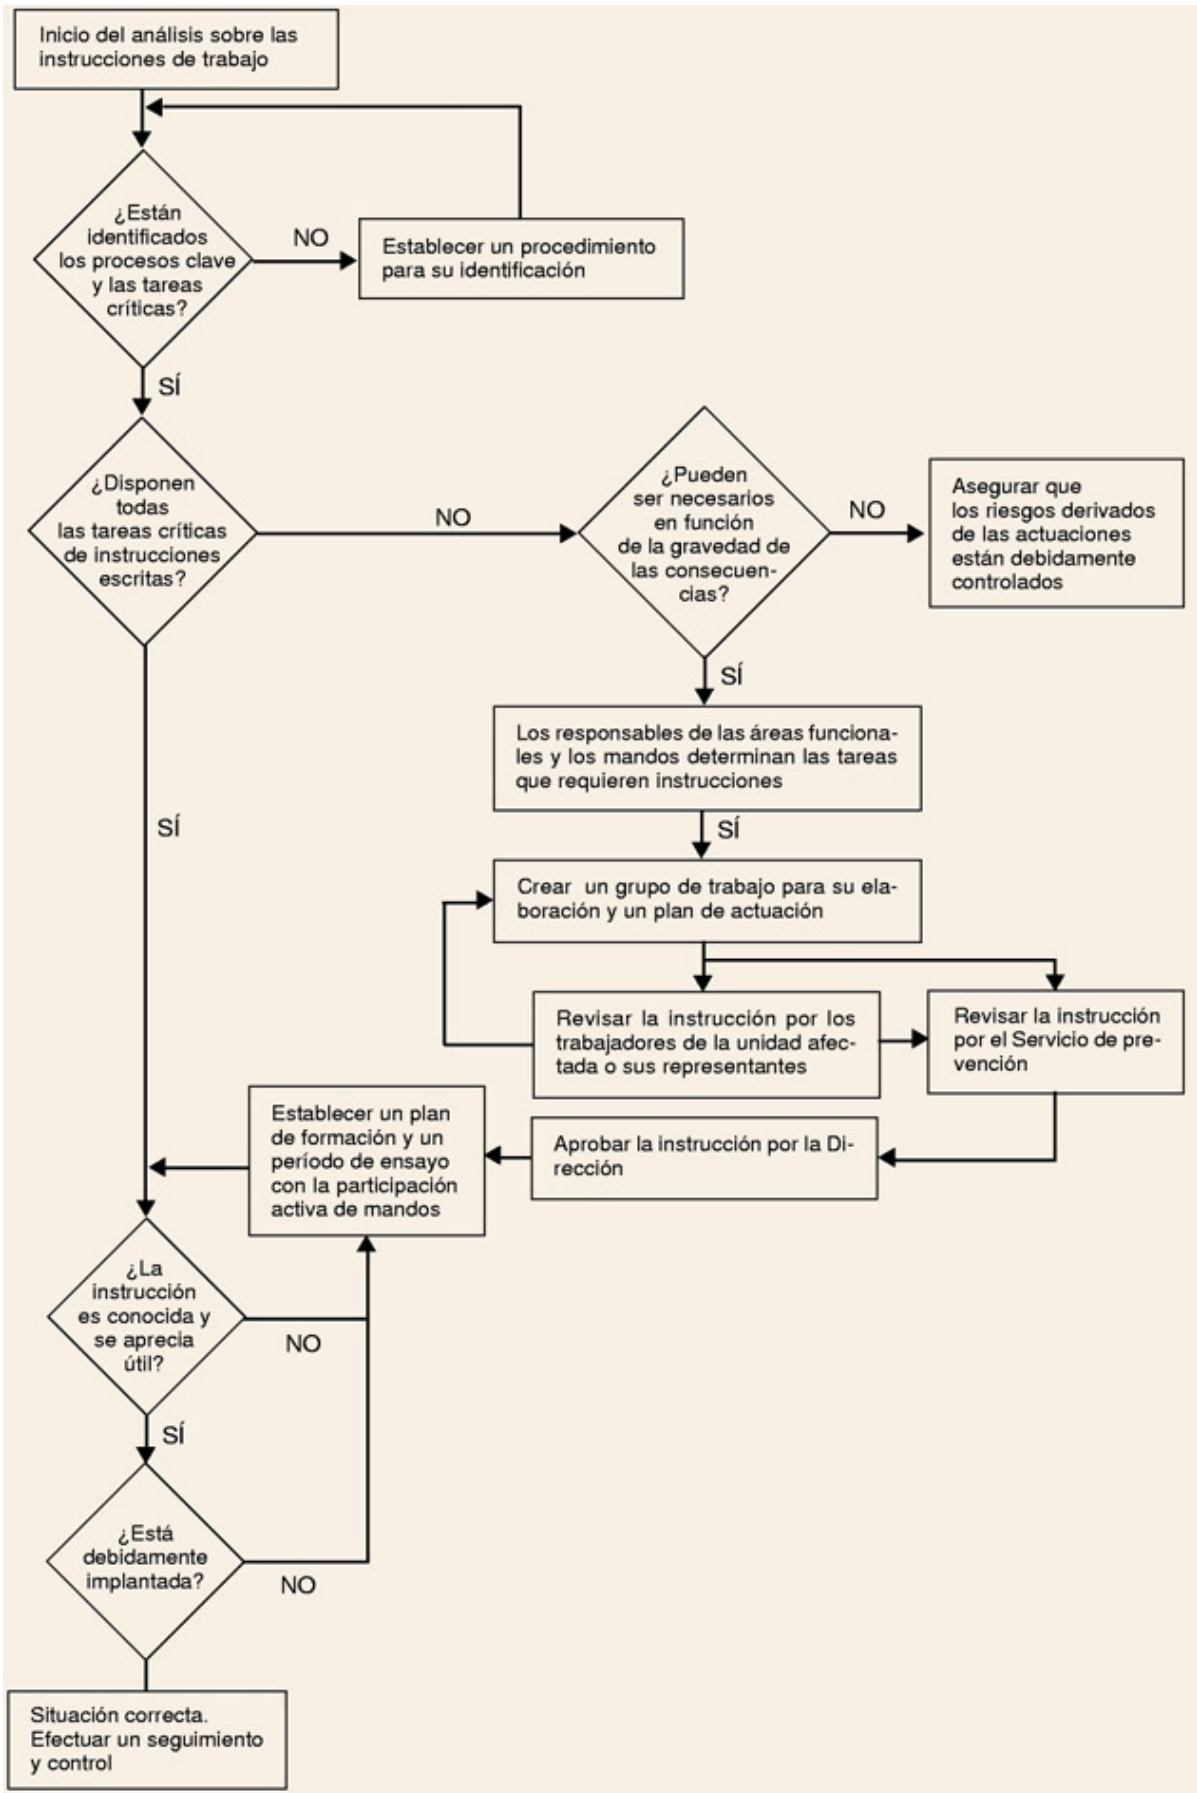 Inicio del análisis sobre las
instrucciones de trabajo
¿Están
identificados
los procesos clave
y las tareas
críticas?
NO
Establecer un procedimiento
para su identificación
SÍ
¿Disponen
todas
las tareas críticas
de instrucciones
escritas?
NO
¿Pueden
ser necesarios
en función
de la gravedad de
las consecuen-
cias?
NO
Asegurar que
los riesgos derivados
de las actuaciones
están debidamente
controlados
SÍ
Los responsables de las áreas funciona-
les y los mandos determinan las tareas
que requieren instrucciones
SÍ
SÍ
Crear un grupo de trabajo para su ela-
boración y un plan de actuación
Revisar la instrucción por los
trabajadores de la unidad afec-
tada o sus representantes
Revisar la instrucción
por el Servicio de pre-
vención
Establecer un plan
de formación y un
período de ensayo
con la participación
activa de mandos
Aprobar la instrucción por la Di-
rección
¿La
instrucción
es conocida y
se aprecia
útil?
NO
SÍ
¿Está
debidamente
implantada?
NO
Situación correcta.
Efectuar un seguimiento
y control